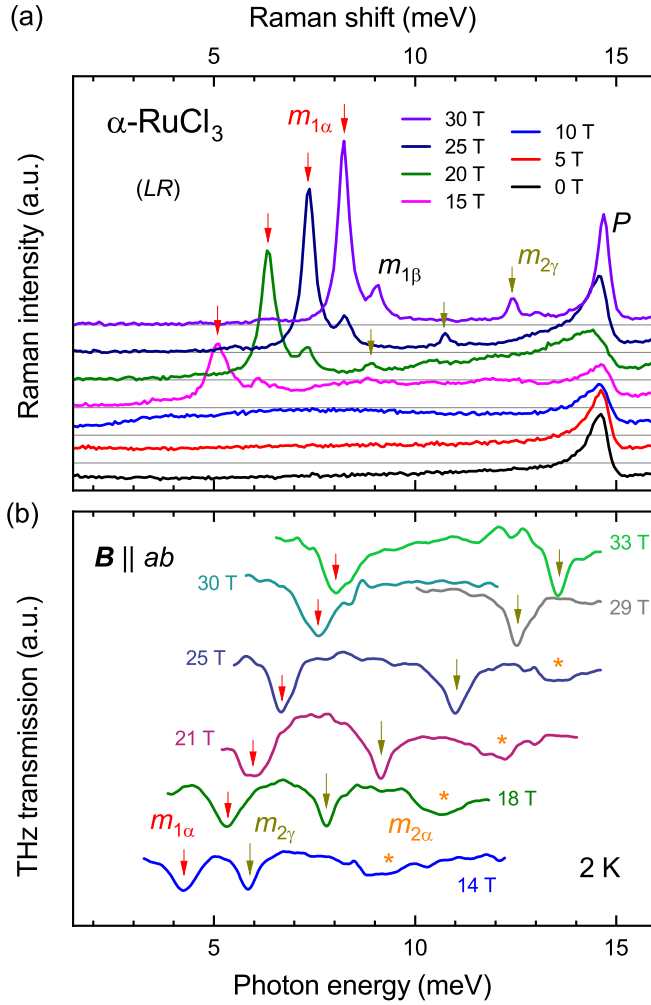 (a)
Raman shift (meV)
5 10 15
α-RuCl3
(LR)
m1α
30 T
25 T
20 T
15 T
10 T
5 T
0 T
P
m1β
m2γ
Raman intensity (a.u.)
(b)
B || ab
33 T
30 T
29 T
25 T
*
21 T
*
18 T
*
m1α
m2γ
m2α
*
14 T
2 K
THz transmission (a.u.)
5 10 15
Photon energy (meV)